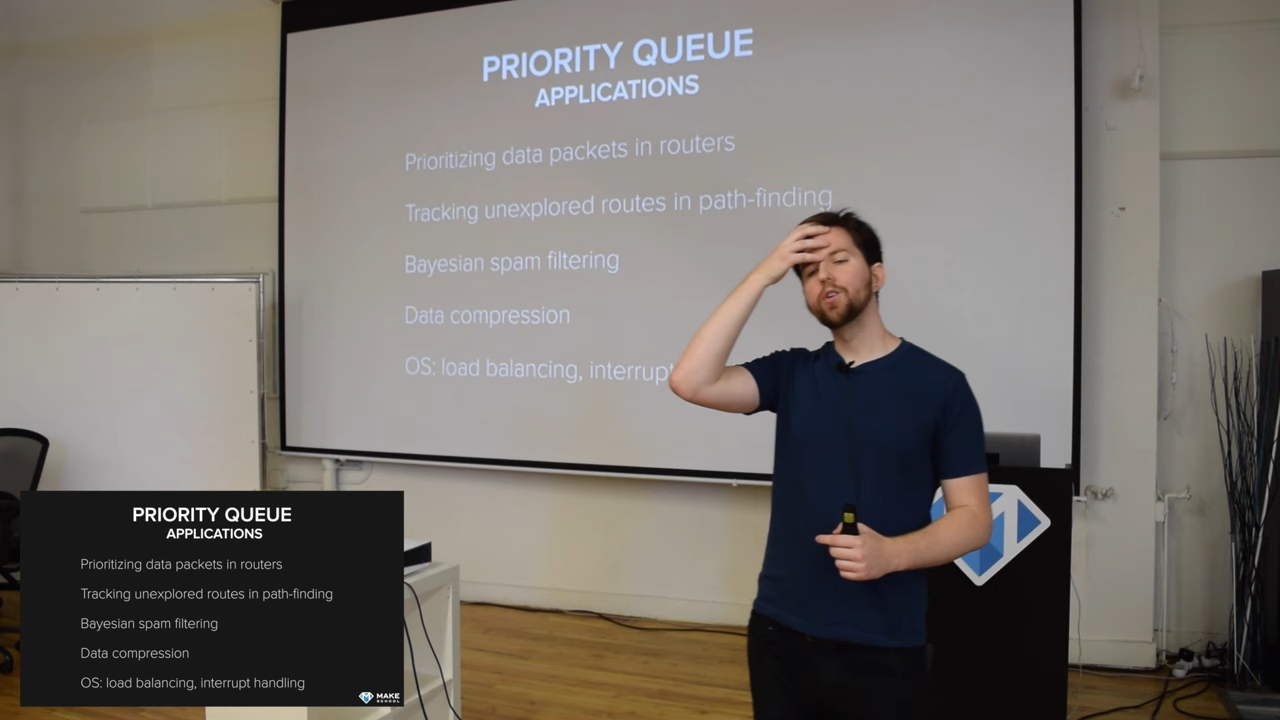 PRIORITY QUEUE
APPLICATIONS
Prioritizing data packets in routers
Tracking unexplored routes in path-finding
Bayesian spam filtering
Data compression
OS: load balancing, interrupt
PRIORITY QUEUE
APPLICATIONS
Prioritizing data packets in routers
Tracking unexplored routes in path-finding
Bayesian spam filtering
Data compression
OS: load balancing, interrupt handling
MAKE
SCHOOL